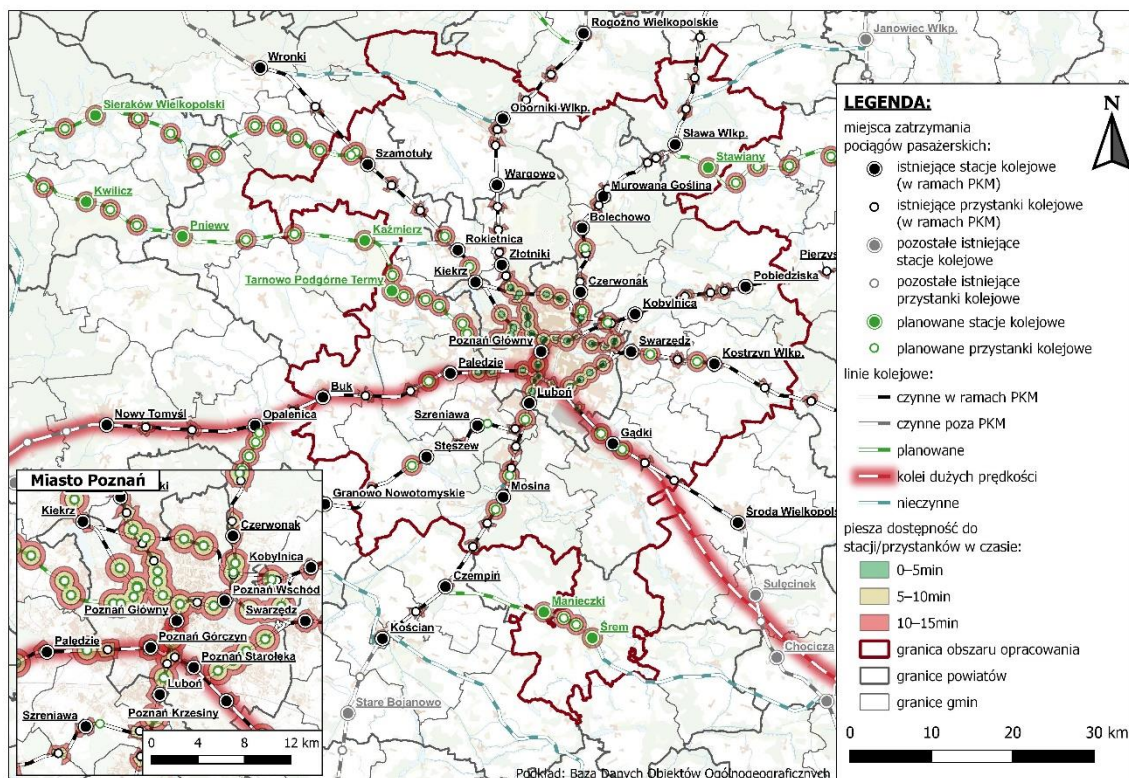 Rogoźno Wielkopolskie
Janowiec Wlkp.
Wronki
Sieraków Wielkopolski
Oborniki Wlkp.
Sława Wlkp.
Szamotuły
Stawiany
Kwilicz
Wargowo
Murowana Goślina
Bolechowo
Pniewy
Kaźmierz
Rokietnica
Złotniki
Pobiedziska
Pierzys
Tarnowo Podgórne Termy
Kiekrz
Czerwonak
Kobylnica
Poznań Główny
Swarzędz
Palędzie
Kostrzyn Wlkp.
Buk
Luboń
Nowy Tomyśl
Opalenica
Szreniawa
Gądki
Stęszew
Mosina
Granowo Nowotomyskie
Środa Wielkopols
Czempiń
Sulęcinek
Manieczki
Kościan
Śrem
Chocicza
Stare Bojanowo
Miasto Poznań
ki
Kiekrz
Czerwonak
Kobylnica
Poznań Wschód
Poznań Główny
Swarzędz
Palędzie
Poznań Górczyn
Poznań Starołęka
Luboń
Poznań Krzesiny
Szreniawa
0 4 8 12 km
LEGENDA:
N
miejsca zatrzymania
pociągów pasażerskich:
istniejące stacje kolejowe
(w ramach PKM)
istniejące przystanki kolejowe
(w ramach PKM)
pozostałe istniejące
stacje kolejowe
pozostałe istniejące
przystanki kolejowe
planowane stacje kolejowe
planowane przystanki kolejowe
linie kolejowe:
czynne w ramach PKM
czynne poza PKM
planowane
kolei dużych prędkości
nieczynne
piesza dostępność do
stacji/przystanków w czasie:
0–5min
5–10min
10–15min
granica obszaru opracowania
granice powiatów
granice gmin
0 10 20 30 km
Podkład: Baza Danych Obiektów Ogólnogeograficznych